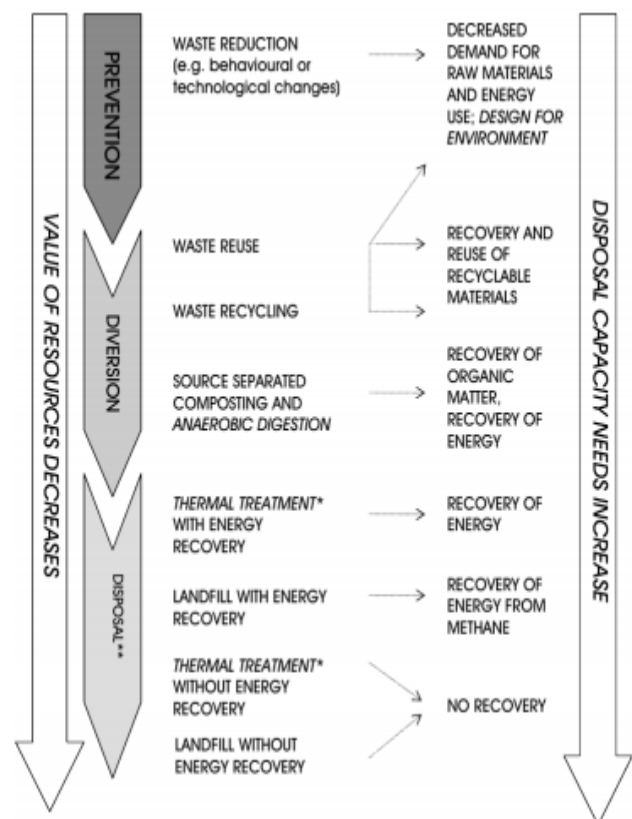 VALUE OF RESOURCES DECREASES
PREVENTION
WASTE REDUCTION
(e.g. behavioural or
technological changes)
DECREASED
DEMAND FOR
RAW MATERIALS
AND ENERGY
USE; DESIGN FOR
ENVIRONMENT
DIVERSION
WASTE REUSE
RECOVERY AND
REUSE OF
RECYCLABLE
MATERIALS
WASTE RECYCLING
SOURCE SEPARATED
COMPOSTING AND
ANAEROBIC DIGESTION
RECOVERY OF
ORGANIC
MATTER,
RECOVERY OF
ENERGY
DISPOSAL**
THERMAL TREATMENT*
WITH ENERGY
RECOVERY
RECOVERY OF
ENERGY
LANDFILL WITH ENERGY
RECOVERY
RECOVERY OF
ENERGY FROM
METHANE
THERMAL TREATMENT*
WITHOUT ENERGY
RECOVERY
NO RECOVERY
LANDFILL WITHOUT
ENERGY RECOVERY
DISPOSAL CAPACITY NEEDS INCREASE